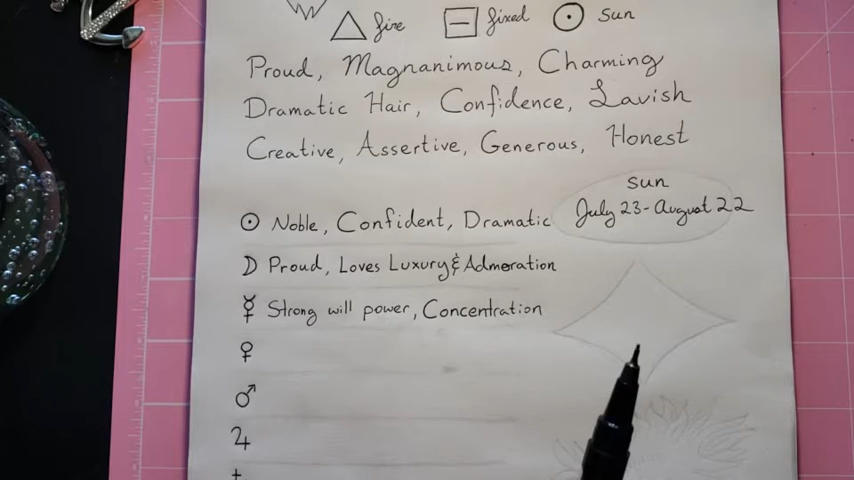 △ fire ⊟ fixed ☉ Sun
Proud, Magnanimous, Charming
Dramatic Hair, Confidence, Lavish
Creative, Assertive, Generous, Honest
sun
July 23-August 22
☉ Noble, Confident, Dramatic
☽ Proud, Loves Luxury & Admoration
☿ Strong will power, Concentration
♀
♂
♃